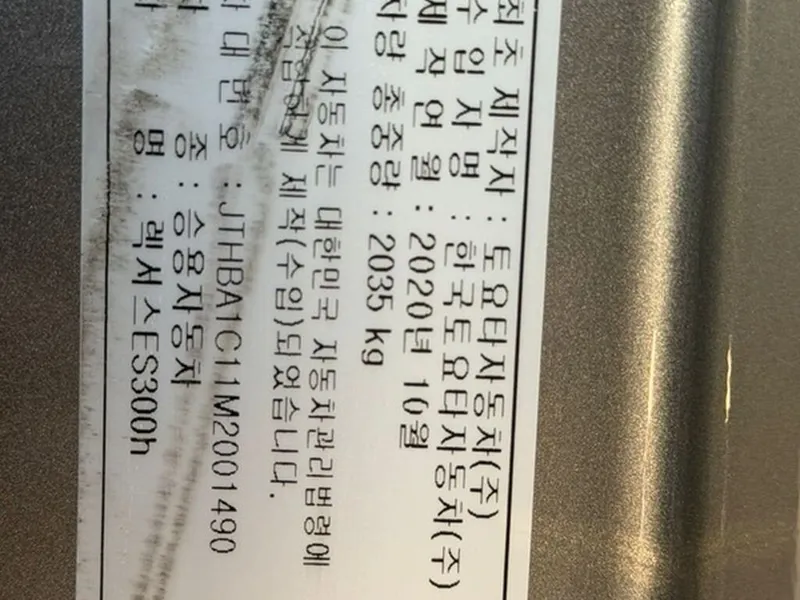 최초 제작자 : 토요타자동차(주)
수 입 자 명 : 한국토요타자동차(주)
제 작 연 월 : 2020년 10월
차량 총중량 : 2035 kg
이 자동차는 대한민국 자동차관리법령에
적합하게 제작(수입)되었습니다.
차 대 번 호 : JTHBA1C11M2001490
차 종 : 승용자동차
차 명 : 렉서스ES300h